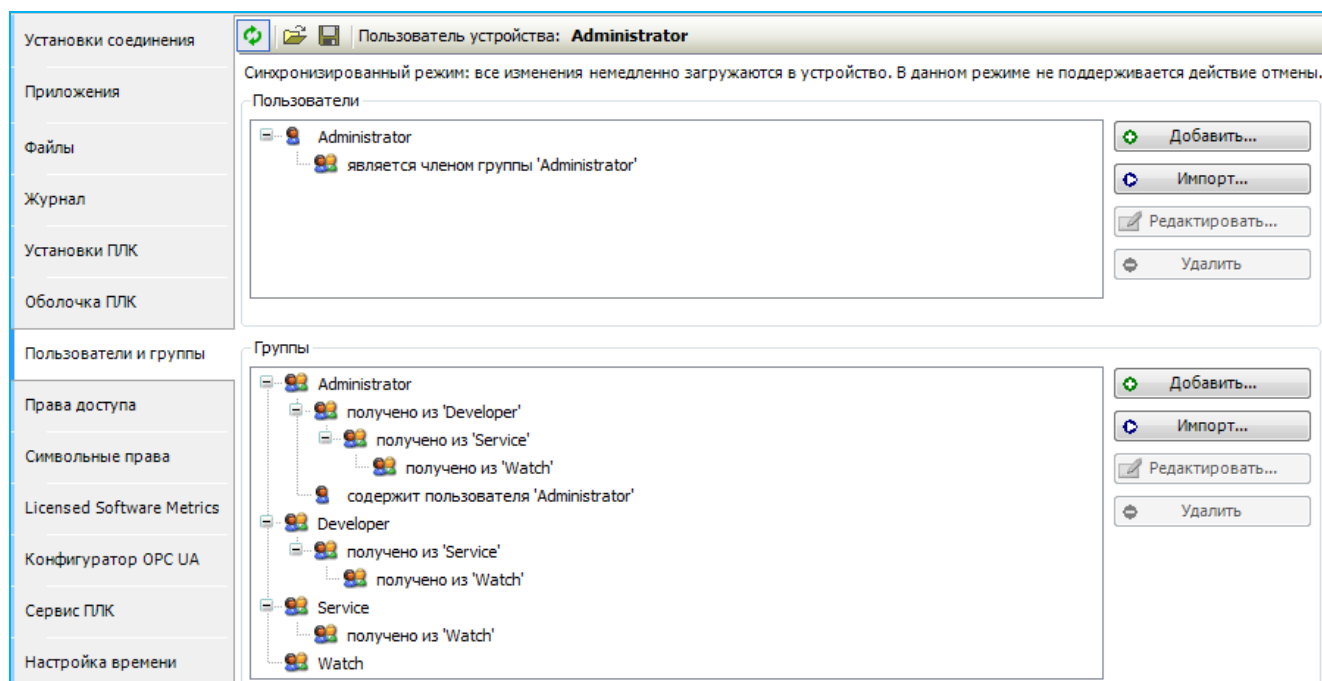 Установки соединения
Приложения
Файлы
Журнал
Установки ПЛК
Оболочка ПЛК
Пользователи и группы
Права доступа
Символьные права
Licensed Software Metrics
Конфигуратор OPC UA
Сервис ПЛК
Настройка времени
Пользователь устройства: Administrator
Синхронизированный режим: все изменения немедленно загружаются в устройство. В данном режиме не поддерживается действие отмены.
Пользователи
Administrator
является членом группы 'Administrator'
Добавить...
Импорт...
Редактировать...
Удалить
Группы
Administrator
получено из 'Developer'
получено из 'Service'
получено из 'Watch'
содержит пользователя 'Administrator'
Developer
получено из 'Service'
получено из 'Watch'
Service
получено из 'Watch'
Watch
Добавить...
Импорт...
Редактировать...
Удалить